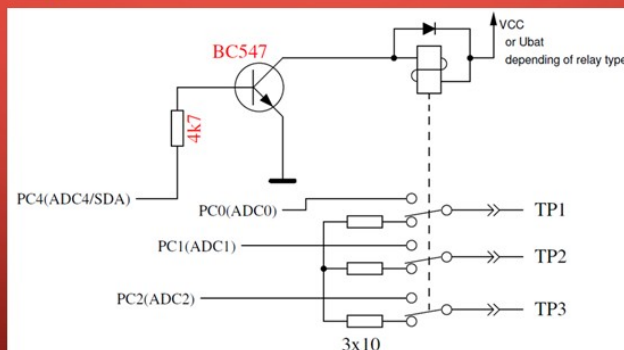 VCC
or Ubat
depending of relay type
BC547
4k7
PC4(ADC4/SDA)
PC0(ADC0)
TP1
PC1(ADC1)
TP2
PC2(ADC2)
TP3
3x10